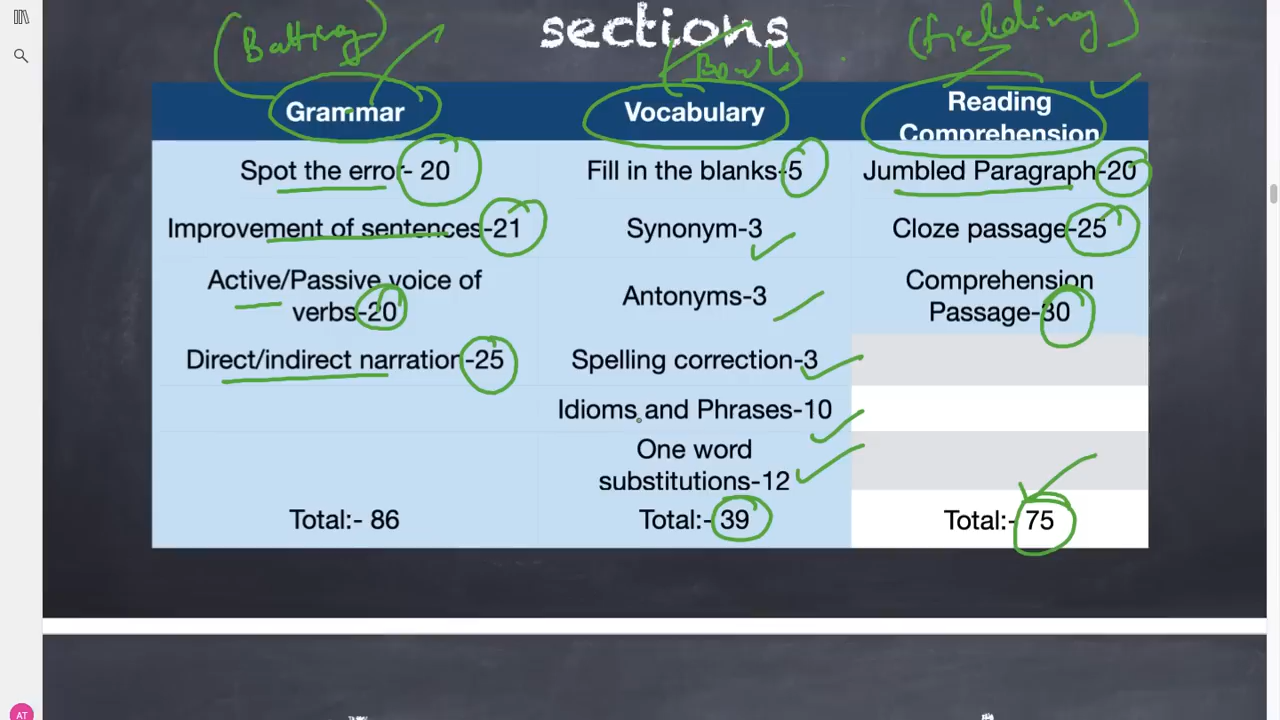 sections
(Batting)
(Bowli)
(Fielding)
Grammar
Vocabulary
Reading
Comprehension
Spot the error- 20
Fill in the blanks-5
Jumbled Paragraph-20
Improvement of sentences-21
Synonym-3
Cloze passage-25
Active/Passive voice of
verbs-20
Antonyms-3
Comprehension
Passage-30
Direct/indirect narration-25
Spelling correction-3
Idioms and Phrases-10
One word
substitutions-12
Total:- 86
Total:- 39
Total:- 75
AT